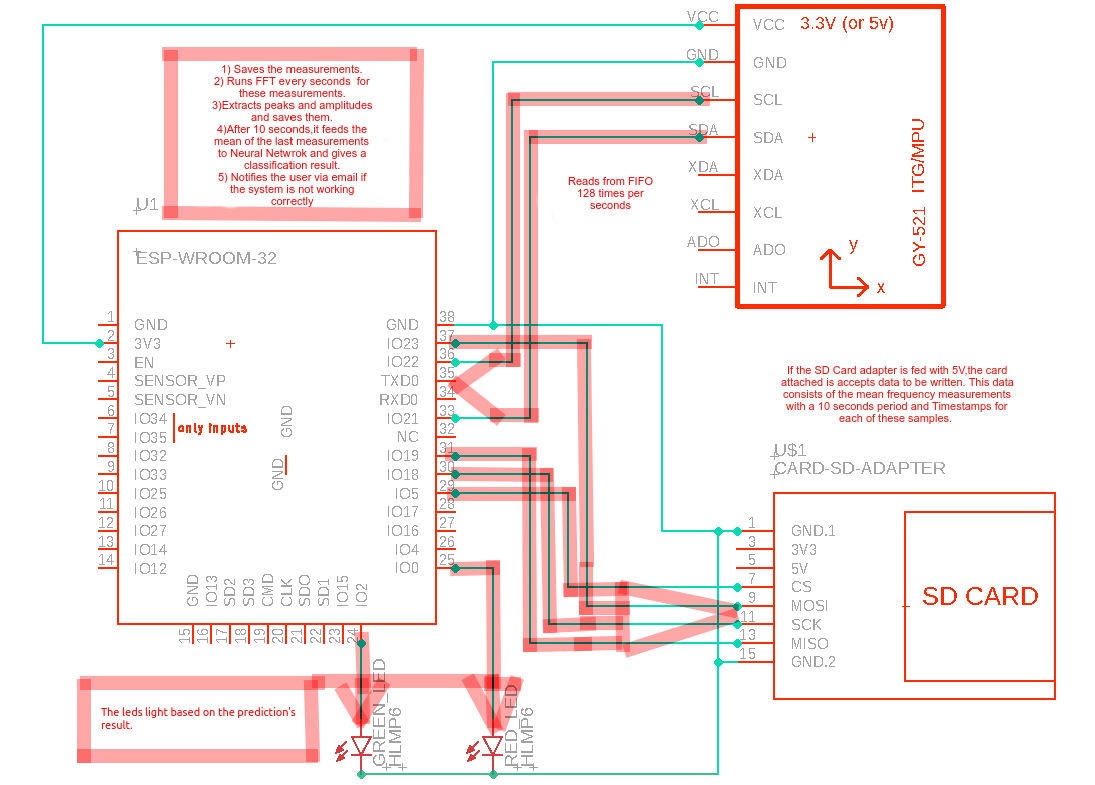 VCC
VCC
3.3V (or 5v)
GND
GND
SCL
SCL
SDA
SDA
XDA
XDA
XCL
XCL
ADO
ADO
INT
INT
GY-521 ITG/MPU
y
x
1) Saves the measurements.
2) Runs FFT every seconds for
these measurements.
3)Extracts peaks and amplitudes
and saves them.
4)After 10 seconds,it feeds the
mean of the last measurements
to Neural Netwrok and gives a
classification result.
5) Notifies the user via email if
the system is not working
correctly
Reads from FIFO
128 times per
seconds
U1
ESP-WROOM-32
1 GND
2 3V3
3 EN
4 SENSOR_VP
5 SENSOR_VN
6 IO34
7 IO35
only inputs
8 IO32
9 IO33
10 IO25
11 IO26
12 IO27
13 IO14
14 IO12
GND
GND
GND 38
IO23 37
IO22 36
TXD0 35
RXD0 34
IO21 33
NC 32
IO19 31
IO18 30
IO5 29
IO17 28
IO16 27
IO4 26
IO0 25
GND
IO13
SD2
SD3
CMD
CLK
SDO
SD1
IO15
IO2
15
16
17
18
19
20
21
22
23
24
If the SD Card adapter is fed with 5V,the card
attached is accepts data to be written. This data
consists of the mean frequency measurements
with a 10 seconds period and Timestamps for
each of these samples.
U$1
CARD-SD-ADAPTER
1 GND.1
3 3V3
5 5V
7 CS
9 MOSI
11 SCK
13 MISO
15 GND.2
SD CARD
The leds light based on the prediction's
result.
GREEN_LED
HLMP6
RED_LED
HLMP6